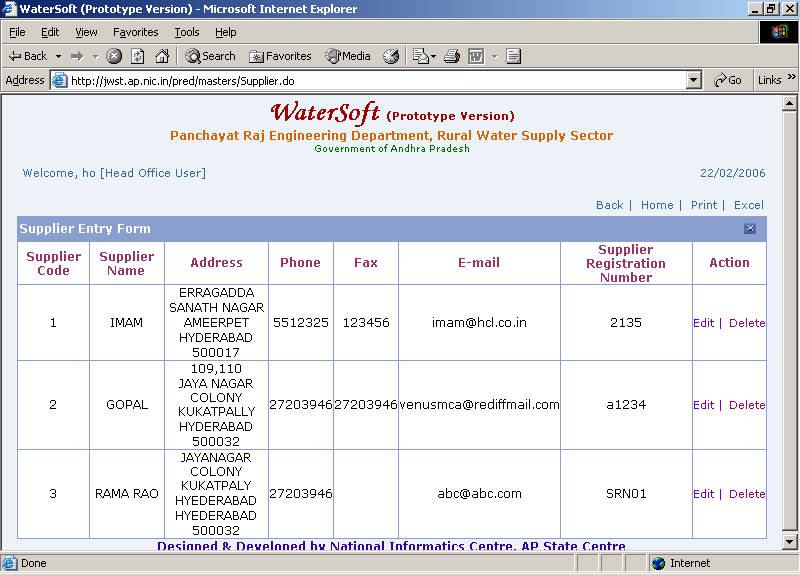 WaterSoft (Prototype Version) - Microsoft Internet Explorer
File Edit View Favorites Tools Help
Back Search Favorites Media
Address http://jwst.ap.nic.in/pred/masters/Supplier.do Go Links »
WaterSoft (Prototype Version)
Panchayat Raj Engineering Department, Rural Water Supply Sector
Government of Andhra Pradesh
Welcome, ho [Head Office User] 22/02/2006
Back | Home | Print | Excel
Supplier Entry Form
Supplier Code Supplier Name Address Phone Fax E-mail Supplier Registration Number Action
1 IMAM ERRAGADDA
SANATH NAGAR
AMEERPET
HYDERABAD
500017 5512325 123456 imam@hcl.co.in 2135 Edit | Delete
2 GOPAL 109,110
JAYA NAGAR
COLONY
KUKATPALLY
HYDERABAD
500032 27203946 27203946 venusmca@rediffmail.com a1234 Edit | Delete
3 RAMA RAO JAYANAGAR
COLONY
KUKATPALY
HYEDERABAD
HYEDERABAD
500032 27203946 abc@abc.com SRN01 Edit | Delete
Designed & Developed by National Informatics Centre, AP State Centre
Done Internet